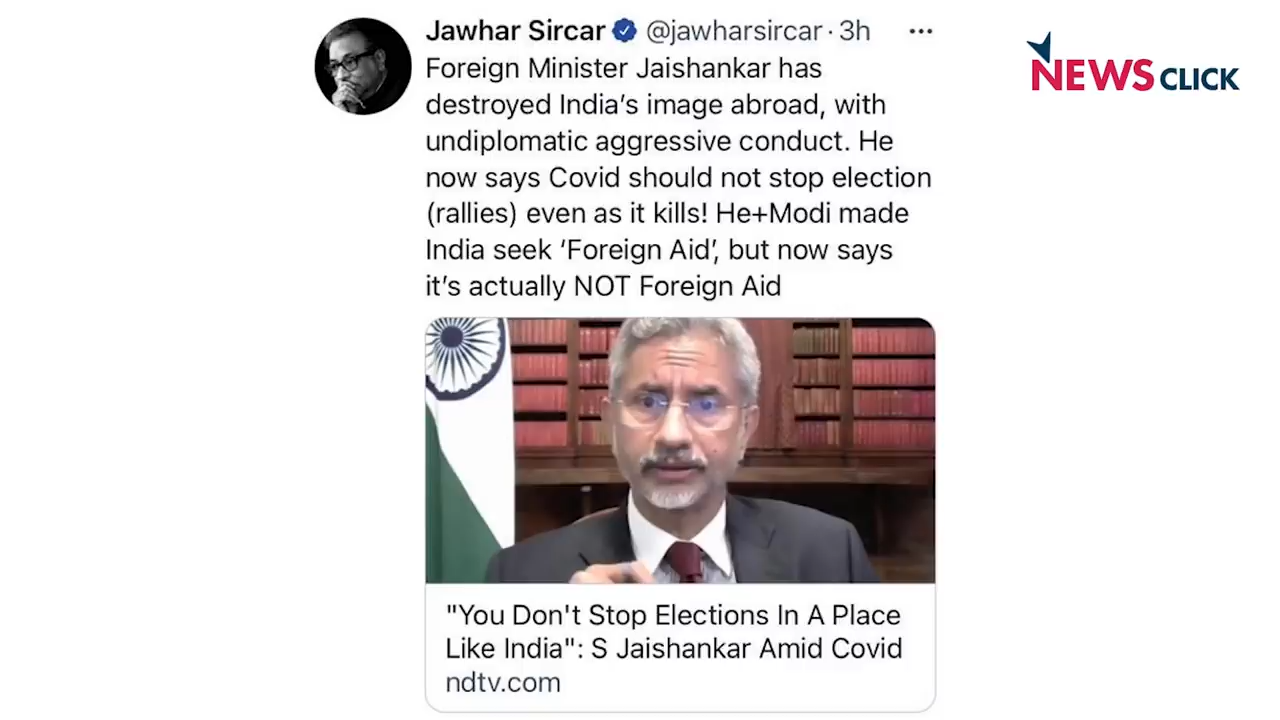 Jawhar Sircar @jawharsircar · 3h ...
NEWS CLICK
Foreign Minister Jaishankar has
destroyed India’s image abroad, with
undiplomatic aggressive conduct. He
now says Covid should not stop election
(rallies) even as it kills! He+Modi made
India seek ‘Foreign Aid’, but now says
it’s actually NOT Foreign Aid
"You Don't Stop Elections In A Place
Like India": S Jaishankar Amid Covid
ndtv.com